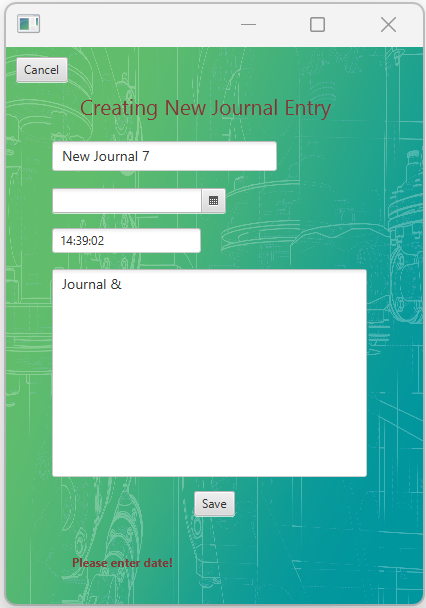 Cancel
Creating New Journal Entry
New Journal 7
14:39:02
Journal &
Save
Please enter date!